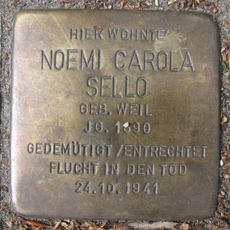 HIER WOHNTE
NOEMI CAROLA
SELLO
GEB. WEIL
JG. 1890
GEDEMÜTIGT / ENTRECHTET
FLUCHT IN DEN TOD
24.10.1941